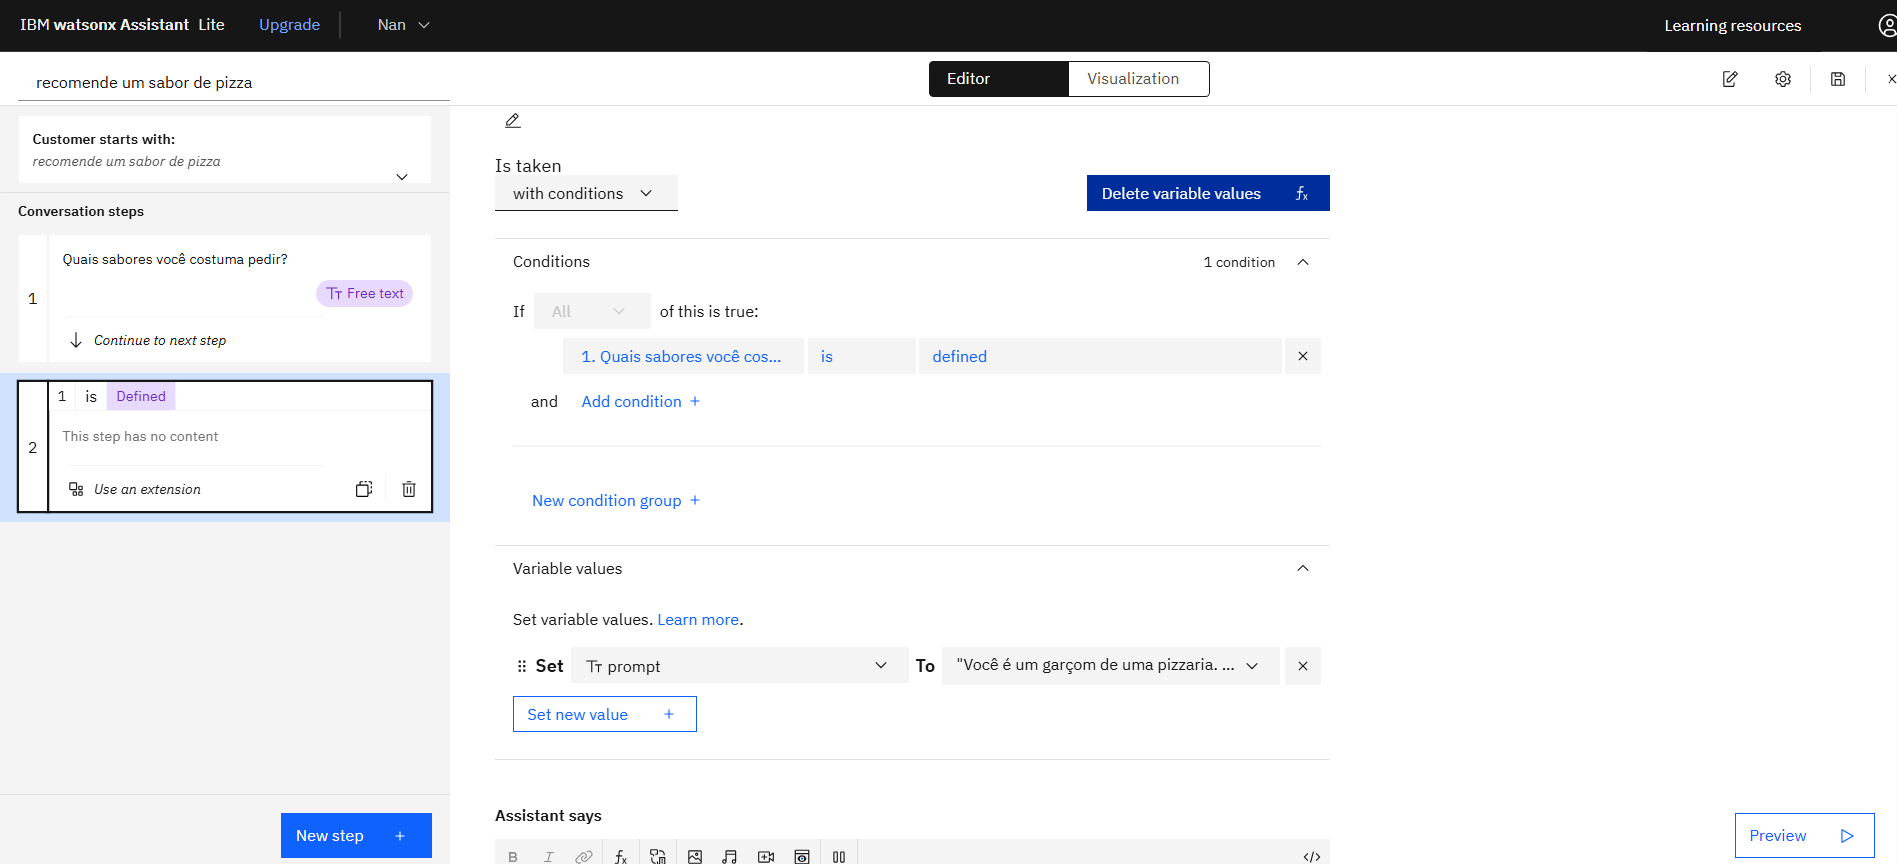 IBM watsonx Assistant Lite Upgrade Nan Learning resources
recomende um sabor de pizza Editor Visualization
Customer starts with:
recomende um sabor de pizza
Conversation steps
1
Quais sabores você costuma pedir?
Free text
Continue to next step
2
1 is Defined
This step has no content
Use an extension
New step +
Is taken
with conditions
Delete variable values fx
Conditions 1 condition
If All of this is true:
1. Quais sabores você cos... is defined
and Add condition +
New condition group +
Variable values
Set variable values. Learn more.
Set Tт prompt To "Você é um garçom de uma pizzaria. ...
Set new value +
Assistant says
B I fx </>
Preview